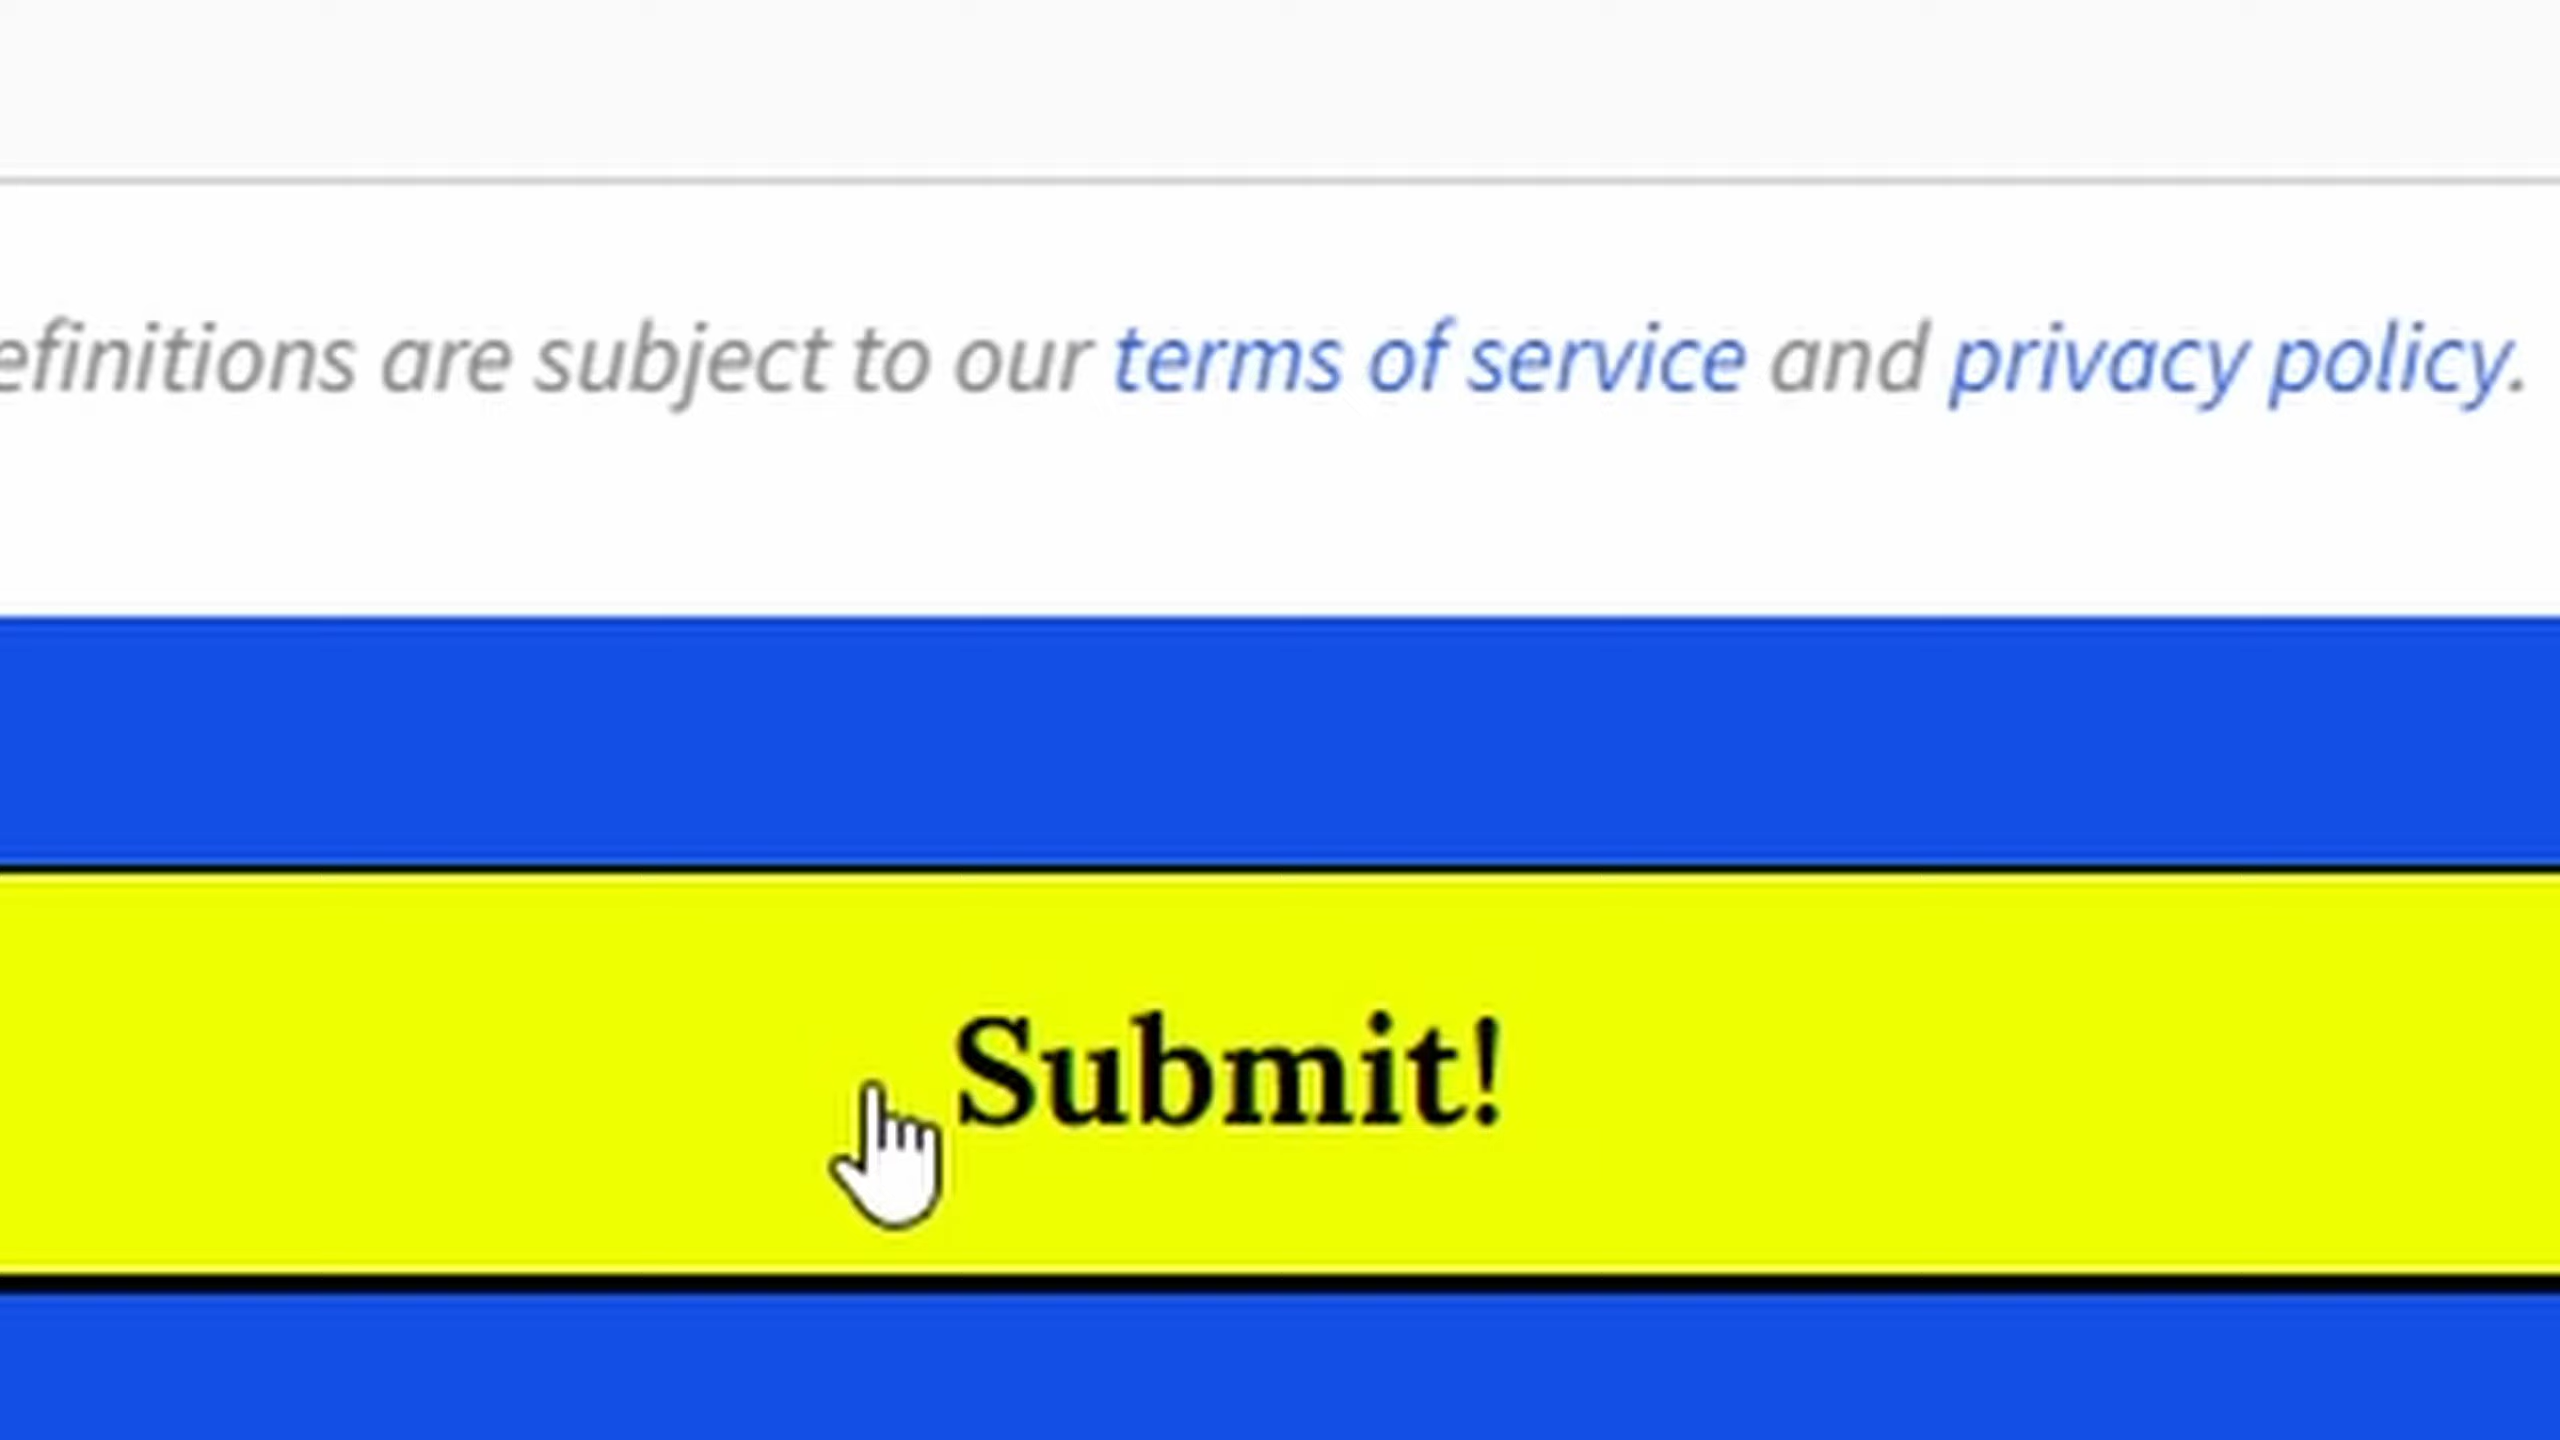 efinitions are subject to our terms of service and privacy policy.
Submit!